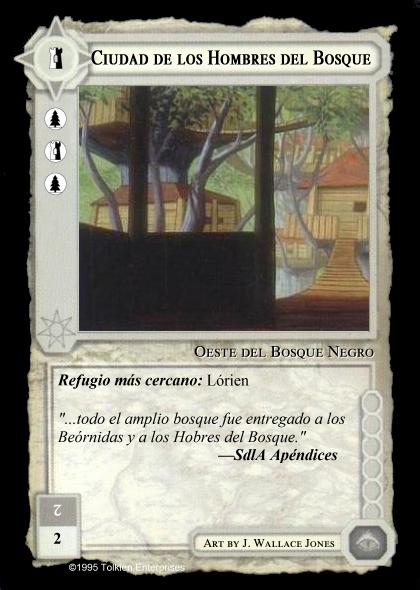 Ciudad de los Hombres del Bosque
Oeste del Bosque Negro
Refugio más cercano: Lórien
"...todo el amplio bosque fue entregado a los
Beórnidas y a los Hobres del Bosque."
—SdlA Apéndices
2
2
Art by J. Wallace Jones
©1995 Tolkien Enterprises